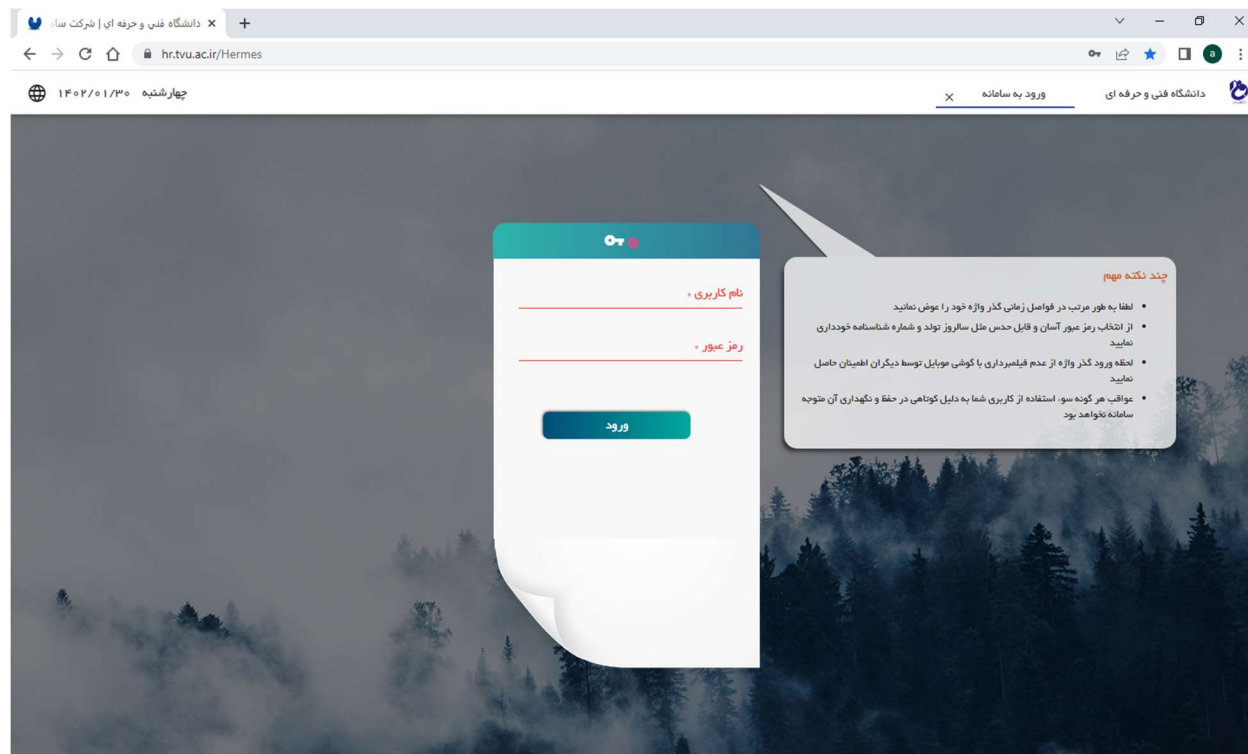 دانشگاه فني و حرفه اي | شرکت سام
hr.tvu.ac.ir/Hermes
a
دانشگاه فنی و حرفه ای
ورود به سامانه
چهارشنبه ۱۴۰۲/۰۱/۳۰
نام کاربری *
رمز عبور *
ورود
چند نکته مهم
لطفا به طور مرتب در فواصل زمانی گذر واژه خود را عوض نمائید
از انتخاب رمز عبور آسان و قابل حدس مثل سالروز تولد و شماره شناسنامه خودداری
نمایید
لحظه ورود گذر واژه از عدم فیلمبرداری با گوشی موبایل توسط دیگران اطمینان حاصل
نمایید
عواقب هر گونه سوء استفاده از کاربری شما به دلیل کوتاهی در حفظ و نگهداری آن متوجه
سامانه نخواهد بود